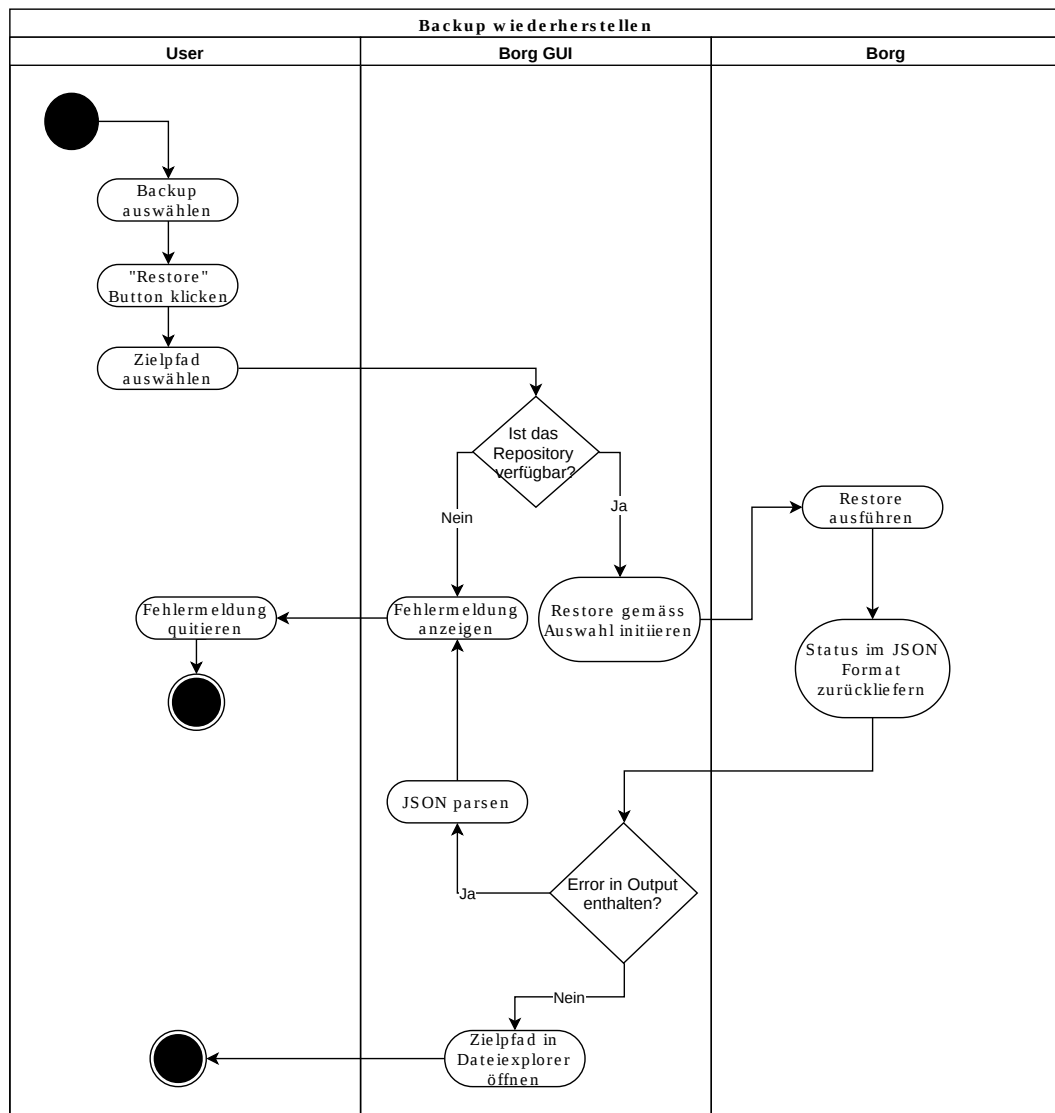 Backup wiederherstellen
User
Borg GUI
Borg
Backup
auswählen
"Restore"
Button klicken
Zielpfad
auswählen
Ist das
Repository
verfügbar?
Nein
Ja
Restore
ausführen
Fehlermeldung
quitieren
Fehlermeldung
anzeigen
Restore gemäss
Auswahl initiieren
Status im JSON
Format
zurückliefern
JSON parsen
Error in Output
enthalten?
Ja
Nein
Zielpfad in
Dateiexplorer
öffnen